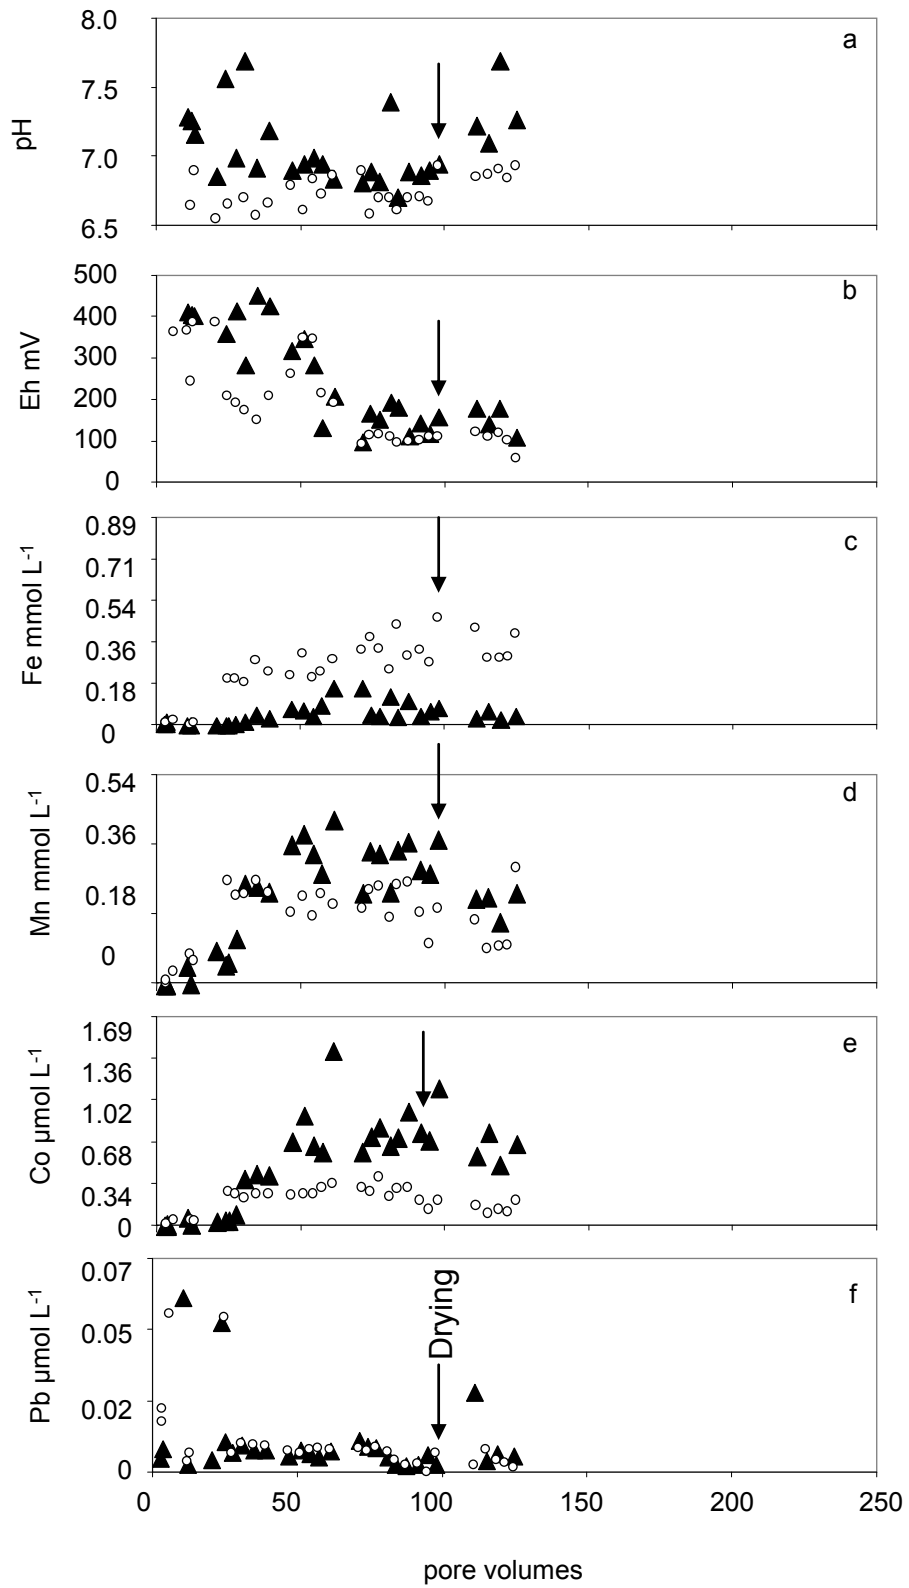 8.0
a
7.5
pH
7.0
6.5
500
b
400
Eh mV
300
200
100
0
0.89
c
0.71
Fe mmol L-1
0.54
0.36
0.18
0
0.54
d
Mn mmol L-1
0.36
0.18
0
1.69
e
1.36
Co µmol L-1
1.02
0.68
0.34
0
0.07
f
Drying
Pb µmol L-1
0.05
0.02
0
0 50 100 150 200 250
pore volumes